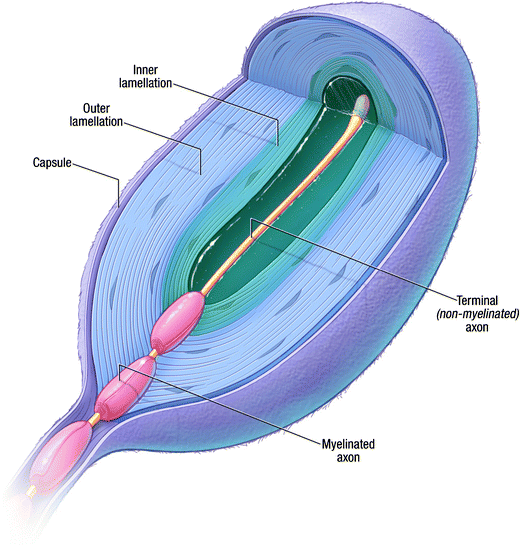 Inner
lamellation
Outer
lamellation
Capsule
Terminal
(non-myelinated)
axon
Myelinated
axon